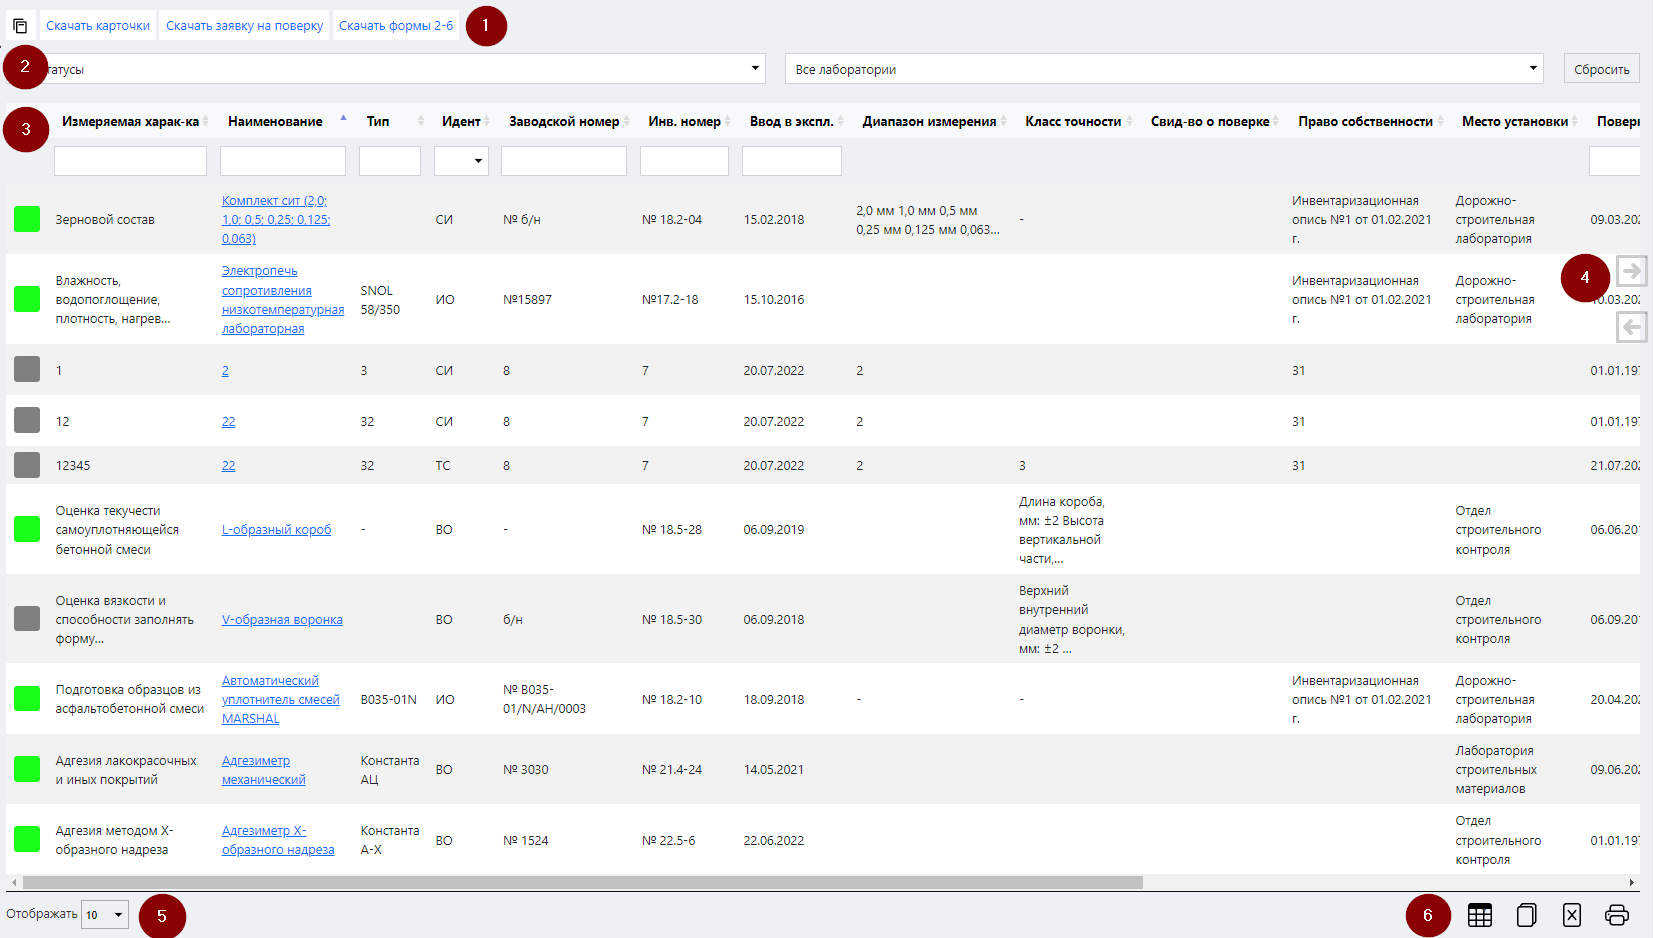 Скачать карточки Скачать заявку на поверку Скачать формы 2-6 1
2 татусы Все лаборатории Сбросить
3 Измеряемая харак-ка Наименование Тип Идент Заводской номер Инв. номер Ввод в экспл. Диапазон измерения Класс точности Свид-во о поверке Право собственности Место установки
Зерновой состав
Комплект сит (2,0;
1,0; 0,5; 0,25; 0,125;
0,063)
СИ
№ б/н
№ 18.2-04
15.02.2018
2,0 мм 1,0 мм 0,5 мм
0,25 мм 0,125 мм 0,063...
-
Инвентаризационная
опись №1 от 01.02.2021
г.
Дорожно-
строительная
лаборатория
09.03.202
Влажность,
водопоглощение,
плотность, нагрев...
Электропечь
сопротивления
низкотемпературная
лабораторная
SNOL
58/350
ИО
№15897
№17.2-18
15.10.2016
Инвентаризационная
опись №1 от 01.02.2021
г.
Дорожно-
строительная
лаборатория
4
10.03.202
1 2 3 СИ 8 7 20.07.2022 2 31 01.01.197
12 22 32 СИ 8 7 20.07.2022 2 31 01.01.197
12345 22 32 ТС 8 7 20.07.2022 2 3 31 21.07.202
Оценка текучести
самоуплотняющейся
бетонной смеси
L-образный короб
-
ВО
-
№ 18.5-28
06.09.2019
Длина короба,
мм: ±2 Высота
вертикальной
части,...
Отдел
строительного
контроля
06.06.201
Оценка вязкости и
способности заполнять
форму...
V-образная воронка
ВО
б/н
№ 18.5-30
06.09.2018
Верхний
внутренний
диаметр воронки,
мм: ±2 ...
Отдел
строительного
контроля
06.09.201
Подготовка образцов из
асфальтобетонной смеси
Автоматический
уплотнитель смесей
MARSHAL
B035-01N
ИО
№ B035-
01/N/AH/0003
№ 18.2-10
18.09.2018
-
-
Инвентаризационная
опись №1 от 01.02.2021
г.
Дорожно-
строительная
лаборатория
20.04.202
Адгезия лакокрасочных
и иных покрытий
Адгезиметр
механический
Константа
АЦ
ВО
№ 3030
№ 21.4-24
14.05.2021
Лаборатория
строительных
материалов
09.06.202
Адгезия методом Х-
образного надреза
Адгезиметр Х-
образного надреза
Константа
А-Х
ВО
№ 1524
№ 22.5-6
22.06.2022
Отдел
строительного
контроля
01.01.197
Отображать 10 5 6